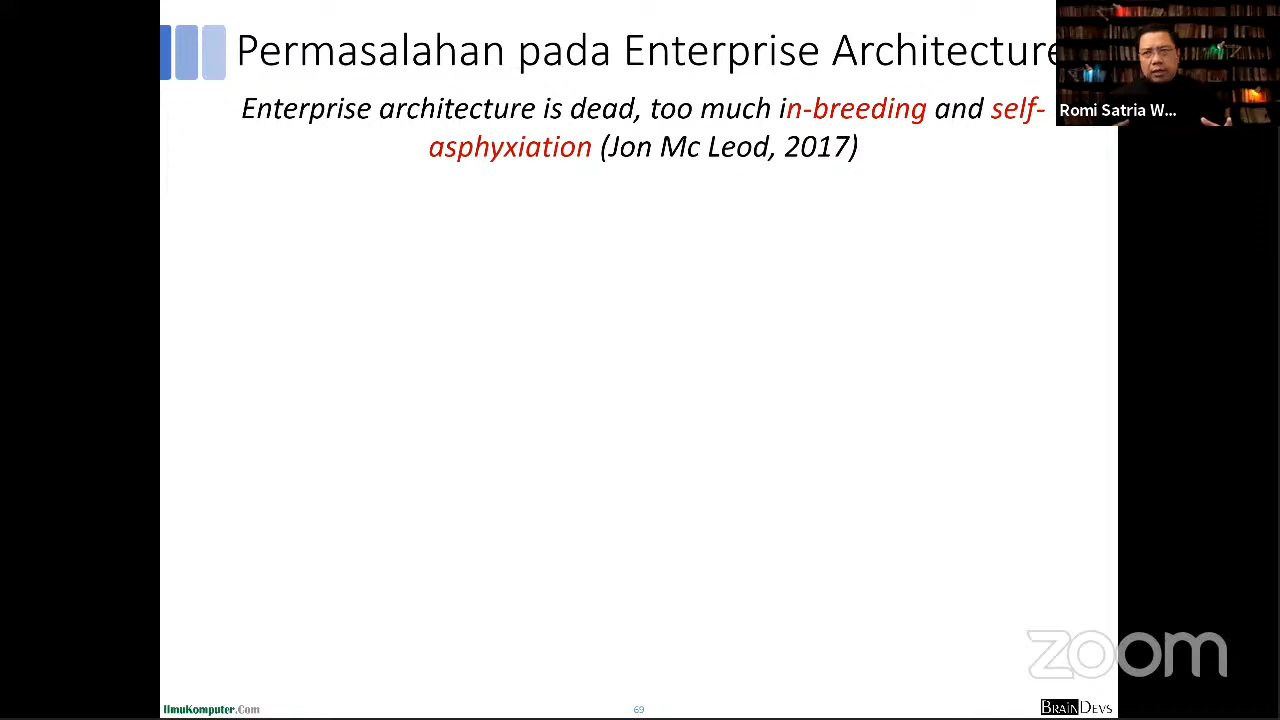 Permasalahan pada Enterprise Architecture
Enterprise architecture is dead, too much in-breeding and self-
asphyxiation (Jon Mc Leod, 2017)
Romi Satria W...
zoom
IlmuKomputer.Com
69
BRAINDEVS